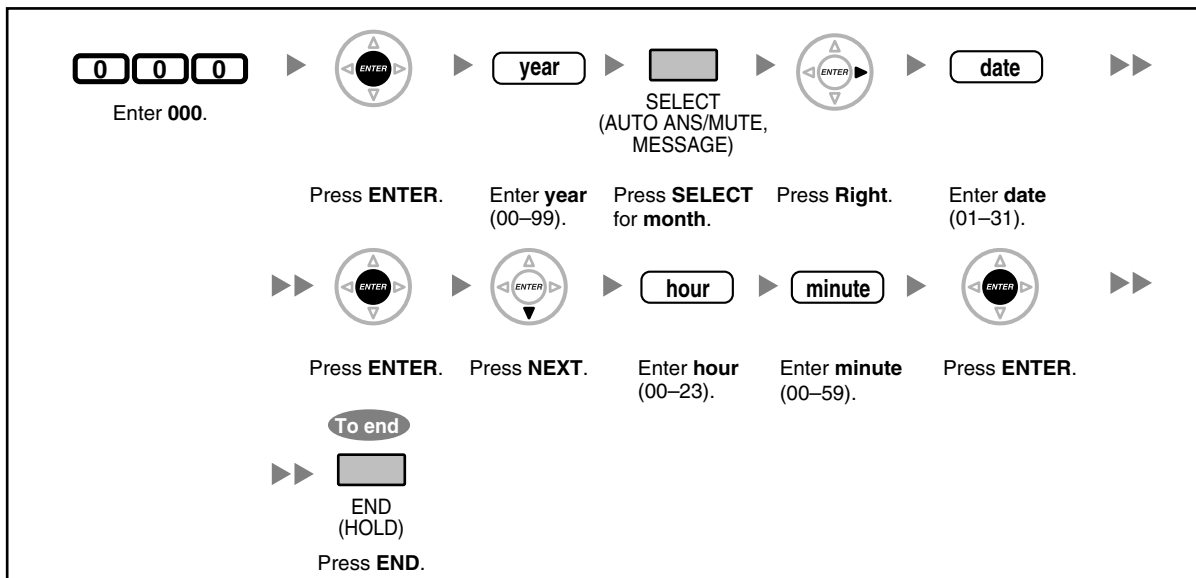 0 0 0
ENTER
year
ENTER
date
Enter 000.
SELECT
(AUTO ANS/MUTE,
MESSAGE)
Press ENTER.
Enter year
(00–99).
Press SELECT
for month.
Press Right.
Enter date
(01–31).
ENTER
ENTER
hour
minute
ENTER
Press ENTER.
Press NEXT.
Enter hour
(00–23).
Enter minute
(00–59).
Press ENTER.
To end
END
(HOLD)
Press END.